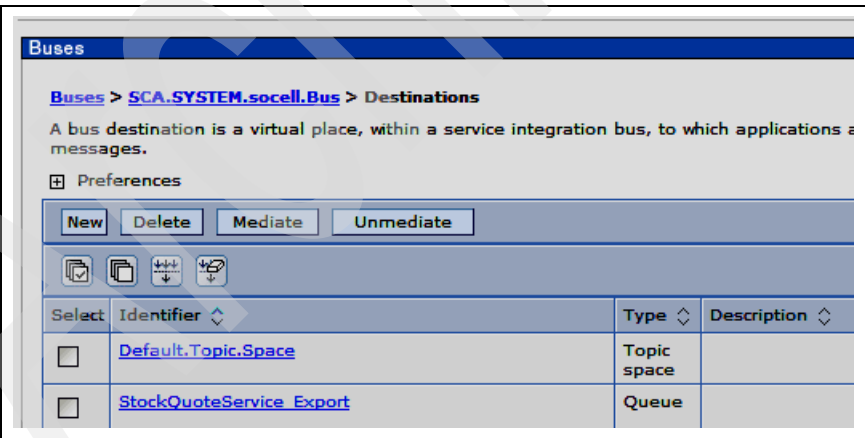 Buses
Buses > SCA.SYSTEM.socell.Bus > Destinations
A bus destination is a virtual place, within a service integration bus, to which applications a
messages.
Preferences
New Delete Mediate Unmediate
Select Identifier Type Description
Default.Topic.Space Topic
space
StockQuoteService_Export Queue